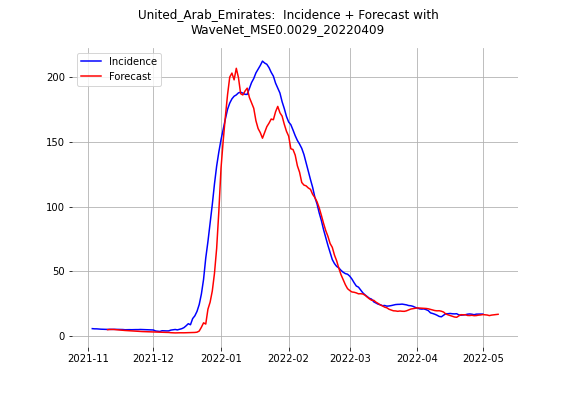 United_Arab_Emirates:  Incidence + Forecast with
WaveNet_MSE0.0029_20220409
Incidence
Forecast
200
150
100
50
0
2021-11 2021-12 2022-01 2022-02 2022-03 2022-04 2022-05